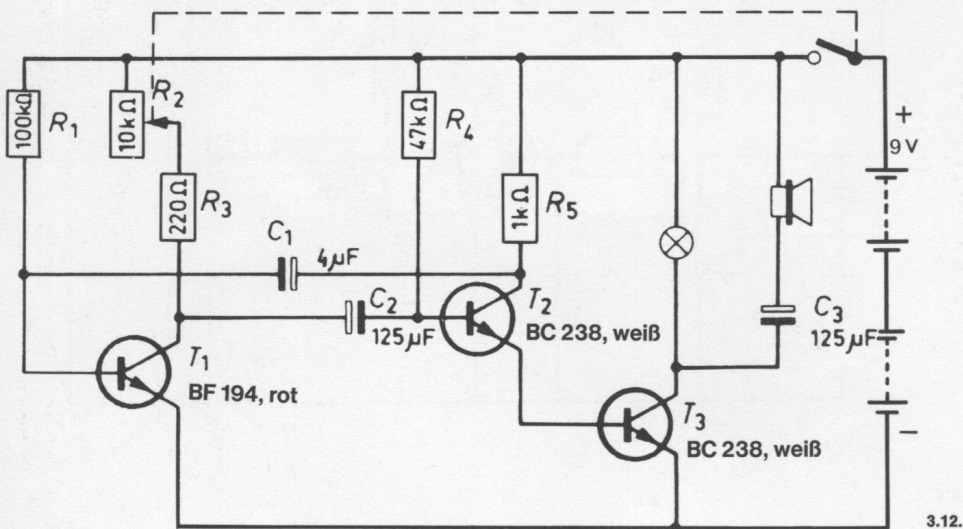 100kΩ
R1
10kΩ
R2
220Ω
R3
47kΩ
R4
1kΩ
R5
+
9V
C1
4µF
C2
125µF
T1
BF 194, rot
T2
BC 238, weiß
T3
BC 238, weiß
C3
125µF
–
3.12.